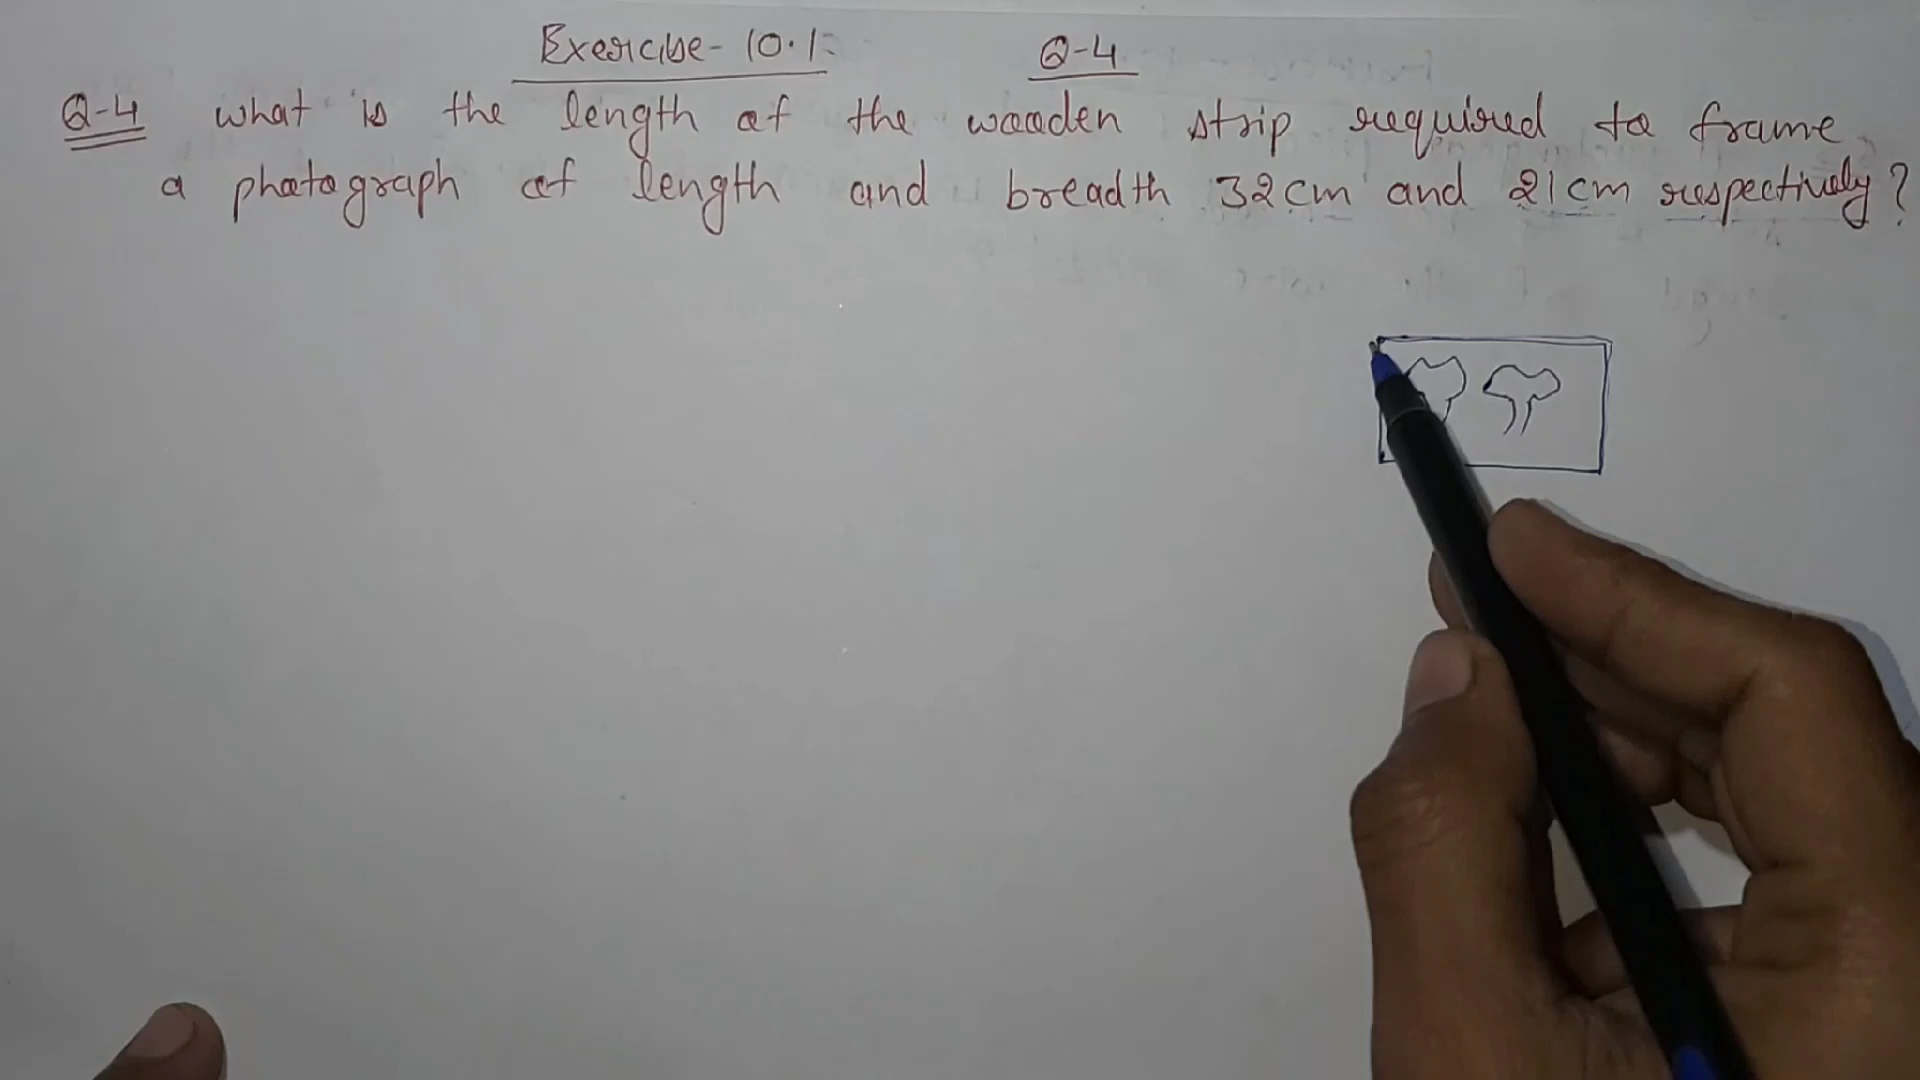 Exercise-10.1 Q-4
Q-4 what is the length of the wooden strip required to frame
a photograph of length and breadth 32cm and 21cm respectively?